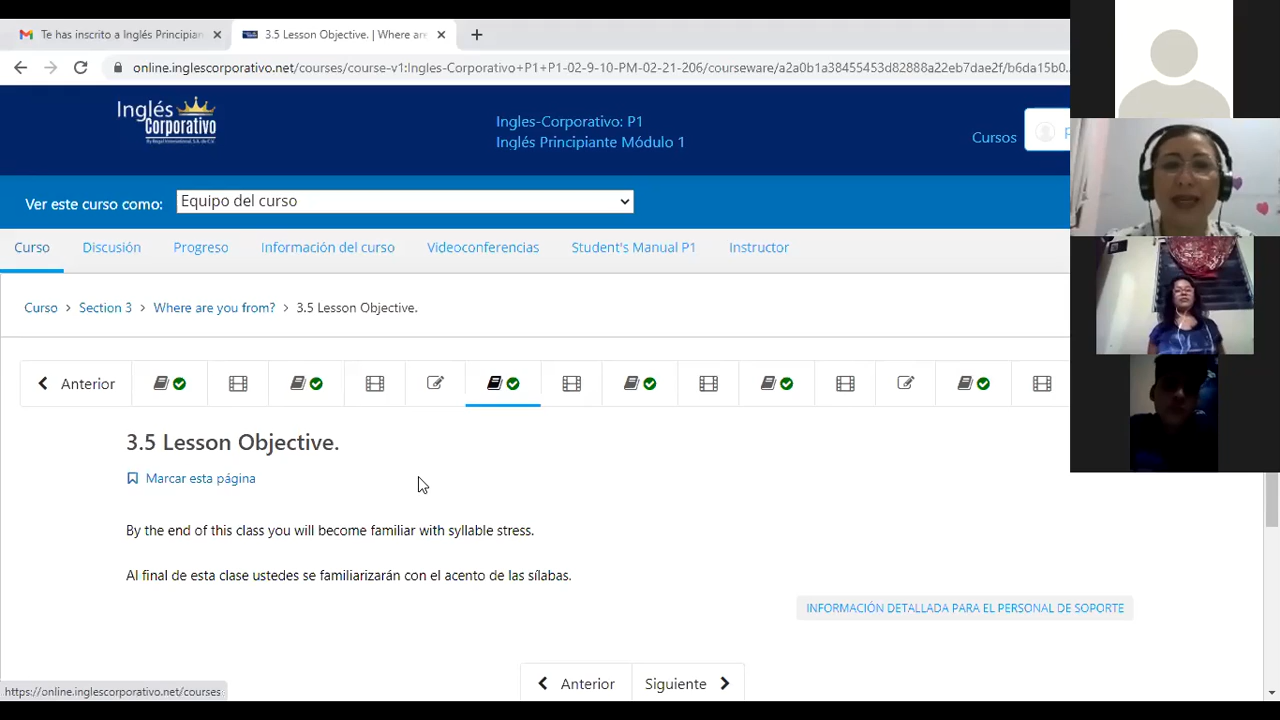 Te has inscrito a Inglés Principian
3.5 Lesson Objective. | Where are
online.inglescorporativo.net/courses/course-v1:Ingles-Corporativo+P1+P1-02-9-10-PM-02-21-206/courseware/a2a0b1a38455453d82888a22eb7dae2f/b6da15b0...
Inglés
Corporativo
Ingles-Corporativo: P1
Inglés Principiante Módulo 1
Cursos
p
Ver este curso como:
Equipo del curso
Curso
Discusión
Progreso
Información del curso
Videoconferencias
Student's Manual P1
Instructor
Curso > Section 3 > Where are you from? > 3.5 Lesson Objective.
Anterior
3.5 Lesson Objective.
Marcar esta página
By the end of this class you will become familiar with syllable stress.
Al final de esta clase ustedes se familiarizarán con el acento de las sílabas.
INFORMACIÓN DETALLADA PARA EL PERSONAL DE SOPORTE
Anterior
Siguiente
https://online.inglescorporativo.net/courses